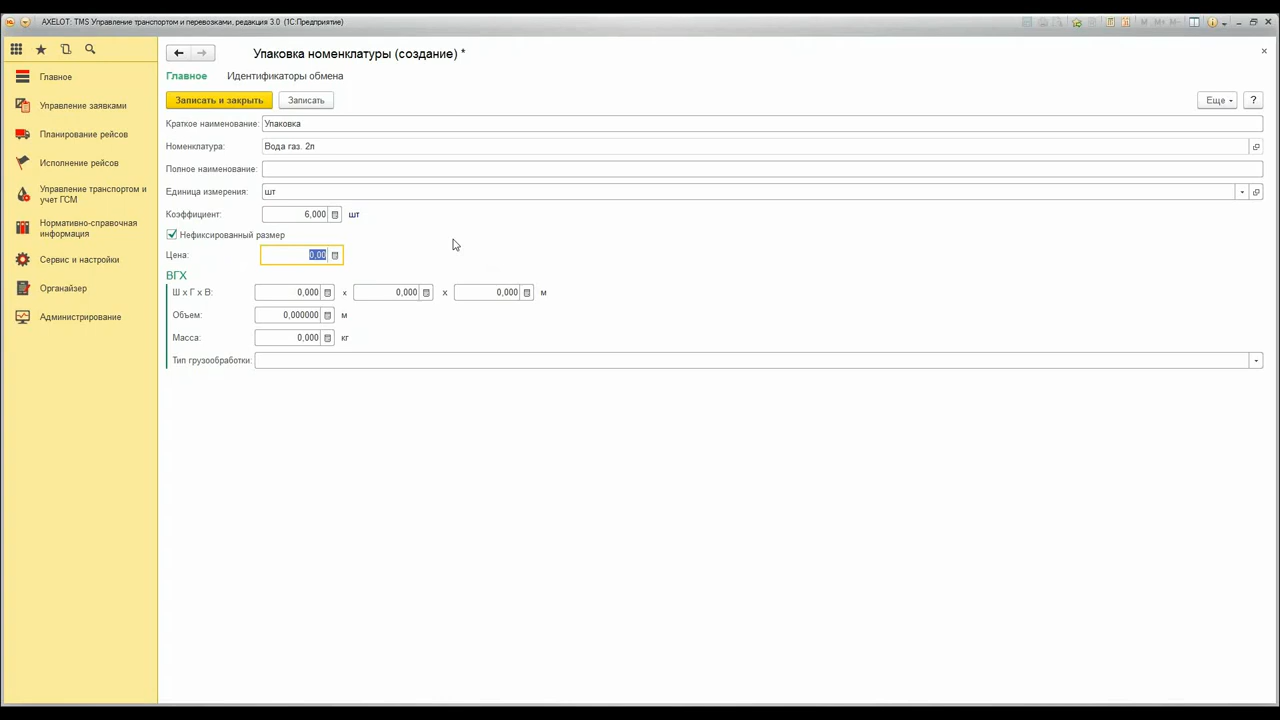 AXELOT: TMS Управление транспортом и перевозками, редакция 3.0 (1С:Предприятие)
M M+ M-
Главное
Управление заявками
Планирование рейсов
Исполнение рейсов
Управление транспортом и
учет ГСМ
Нормативно-справочная
информация
Сервис и настройки
Органайзер
Администрирование
Упаковка номенклатуры (создание) *
Главное Идентификаторы обмена
Записать и закрыть Записать Еще ?
Краткое наименование: Упаковка
Номенклатура: Вода газ. 2л
Полное наименование:
Единица измерения: шт
Коэффициент: 6,000 шт
Нефиксированный размер
Цена: 0,00
ВГХ
Ш х Г х В: 0,000 х 0,000 х 0,000 м
Объем: 0,000000 м
Масса: 0,000 кг
Тип грузообработки: